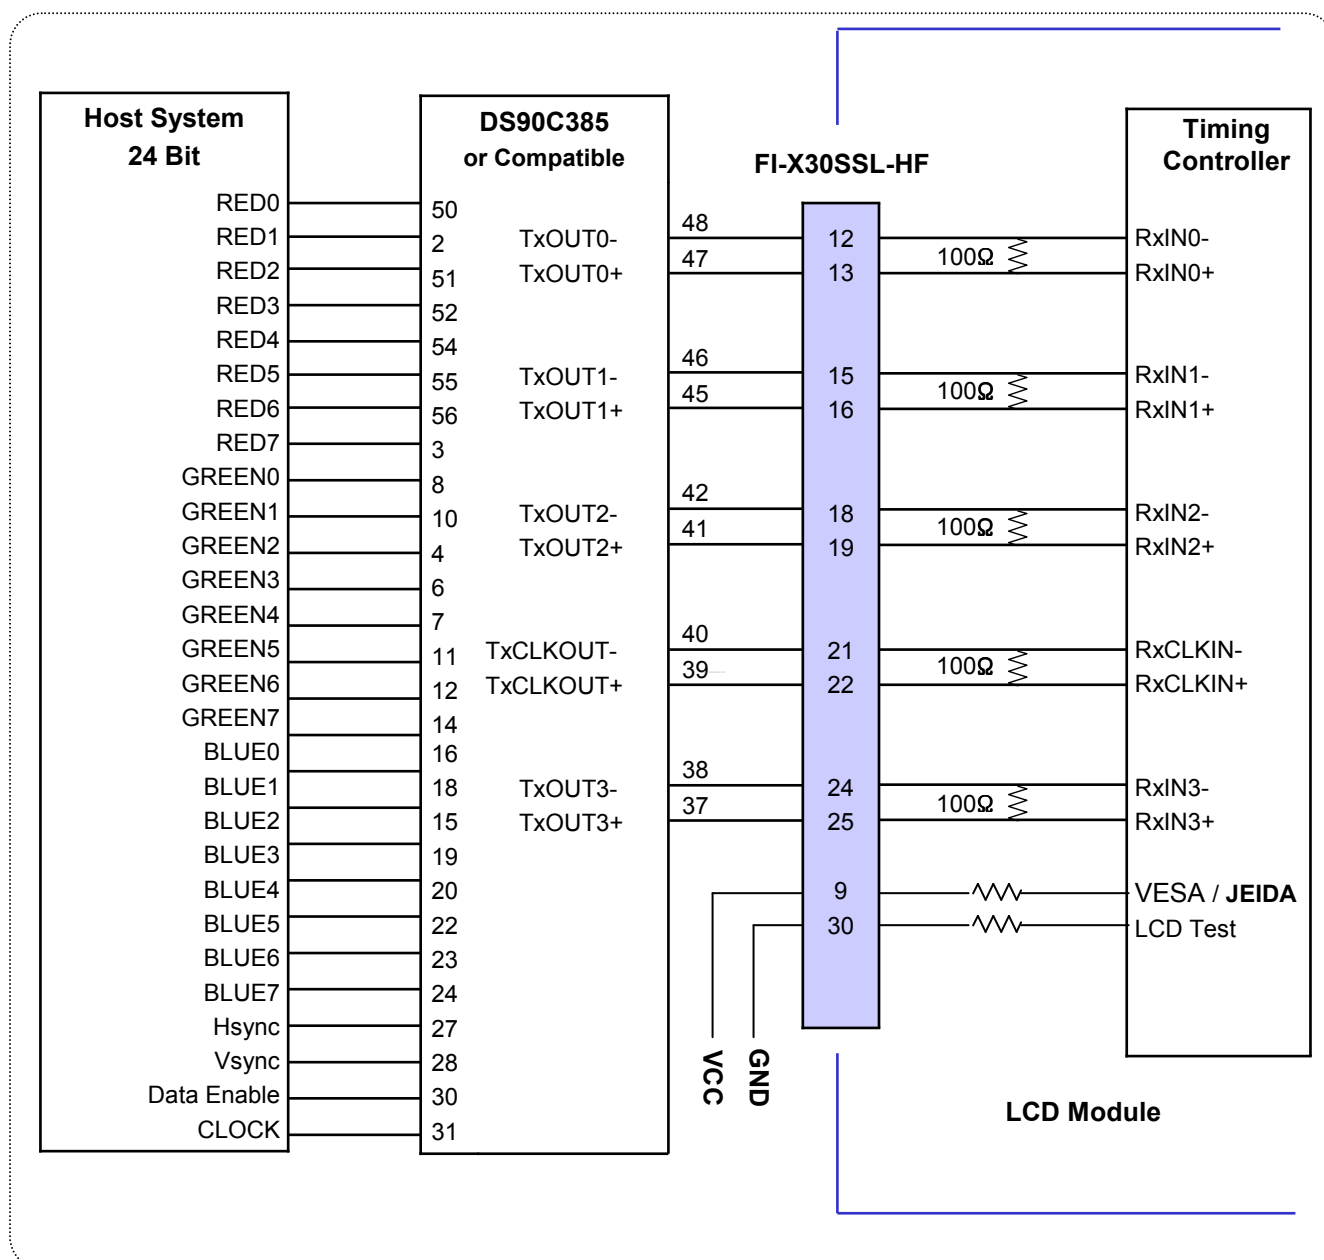 Host System
24 Bit
RED0
RED1
RED2
RED3
RED4
RED5
RED6
RED7
GREEN0
GREEN1
GREEN2
GREEN3
GREEN4
GREEN5
GREEN6
GREEN7
BLUE0
BLUE1
BLUE2
BLUE3
BLUE4
BLUE5
BLUE6
BLUE7
Hsync
Vsync
Data Enable
CLOCK
DS90C385
or Compatible
50
2
51
52
54
55
56
3
8
10
4
6
7
11
12
14
16
18
15
19
20
22
23
24
27
28
30
31
TxOUT0-
TxOUT0+
TxOUT1-
TxOUT1+
TxOUT2-
TxOUT2+
TxCLKOUT-
TxCLKOUT+
TxOUT3-
TxOUT3+
48
47
46
45
42
41
40
39
38
37
VCC
GND
FI-X30SSL-HF
12
13
15
16
18
19
21
22
24
25
9
30
100Ω
100Ω
100Ω
100Ω
100Ω
Timing
Controller
RxIN0-
RxIN0+
RxIN1-
RxIN1+
RxIN2-
RxIN2+
RxCLKIN-
RxCLKIN+
RxIN3-
RxIN3+
VESA / JEIDA
LCD Test
LCD Module